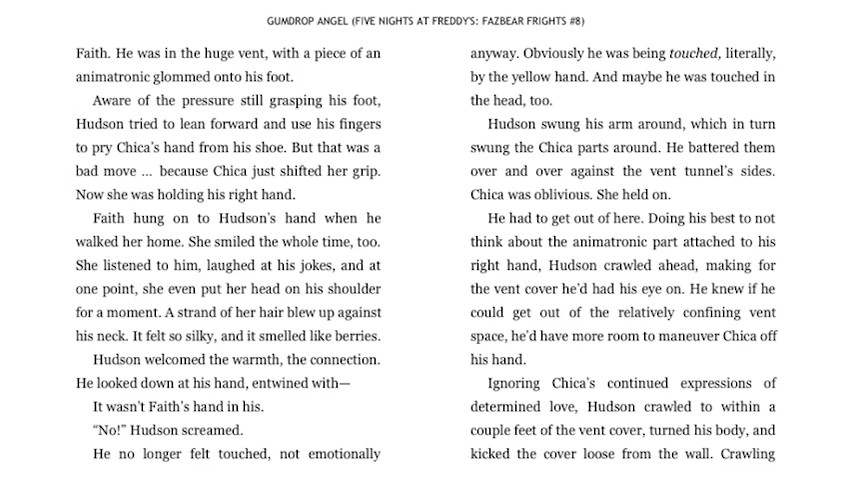 GUMDROP ANGEL (FIVE NIGHTS AT FREDDY'S: FAZBEAR FRIGHTS #8)
Faith. He was in the huge vent, with a piece of an
animatronic glommed onto his foot.
Aware of the pressure still grasping his foot,
Hudson tried to lean forward and use his fingers
to pry Chica’s hand from his shoe. But that was a
bad move ... because Chica just shifted her grip.
Now she was holding his right hand.
Faith hung on to Hudson’s hand when he
walked her home. She smiled the whole time, too.
She listened to him, laughed at his jokes, and at
one point, she even put her head on his shoulder
for a moment. A strand of her hair blew up against
his neck. It felt so silky, and it smelled like berries.
Hudson welcomed the warmth, the connection.
He looked down at his hand, entwined with—
It wasn’t Faith’s hand in his.
“No!” Hudson screamed.
He no longer felt touched, not emotionally
anyway. Obviously he was being touched, literally,
by the yellow hand. And maybe he was touched in
the head, too.
Hudson swung his arm around, which in turn
swung the Chica parts around. He battered them
over and over against the vent tunnel’s sides.
Chica was oblivious. She held on.
He had to get out of here. Doing his best to not
think about the animatronic part attached to his
right hand, Hudson crawled ahead, making for
the vent cover he’d had his eye on. He knew if he
could get out of the relatively confining vent
space, he’d have more room to maneuver Chica off
his hand.
Ignoring Chica’s continued expressions of
determined love, Hudson crawled to within a
couple feet of the vent cover, turned his body, and
kicked the cover loose from the wall. Crawling